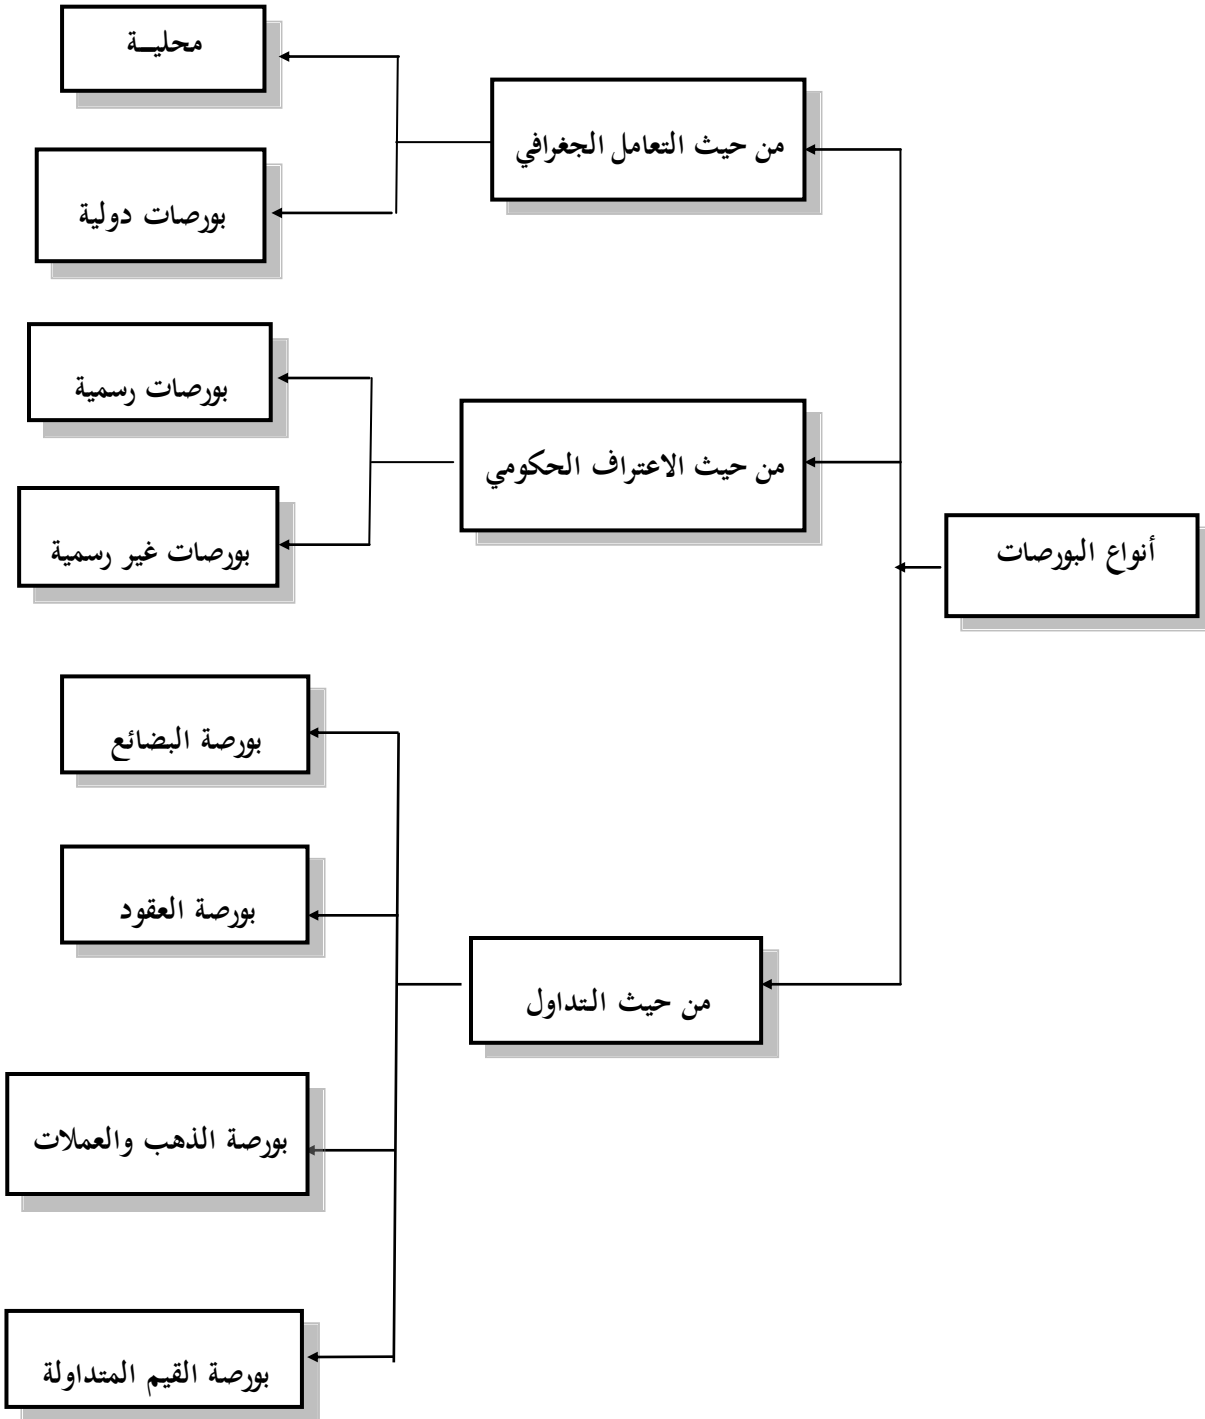 أنواع البورصات
من حيث التعامل الجغرافي
محليــة
بورصات دولية
من حيث الاعتراف الحكومي
بورصات رسمية
بورصات غير رسمية
من حيث التداول
بورصة البضائع
بورصة العقود
بورصة الذهب والعملات
بورصة القيم المتداولة